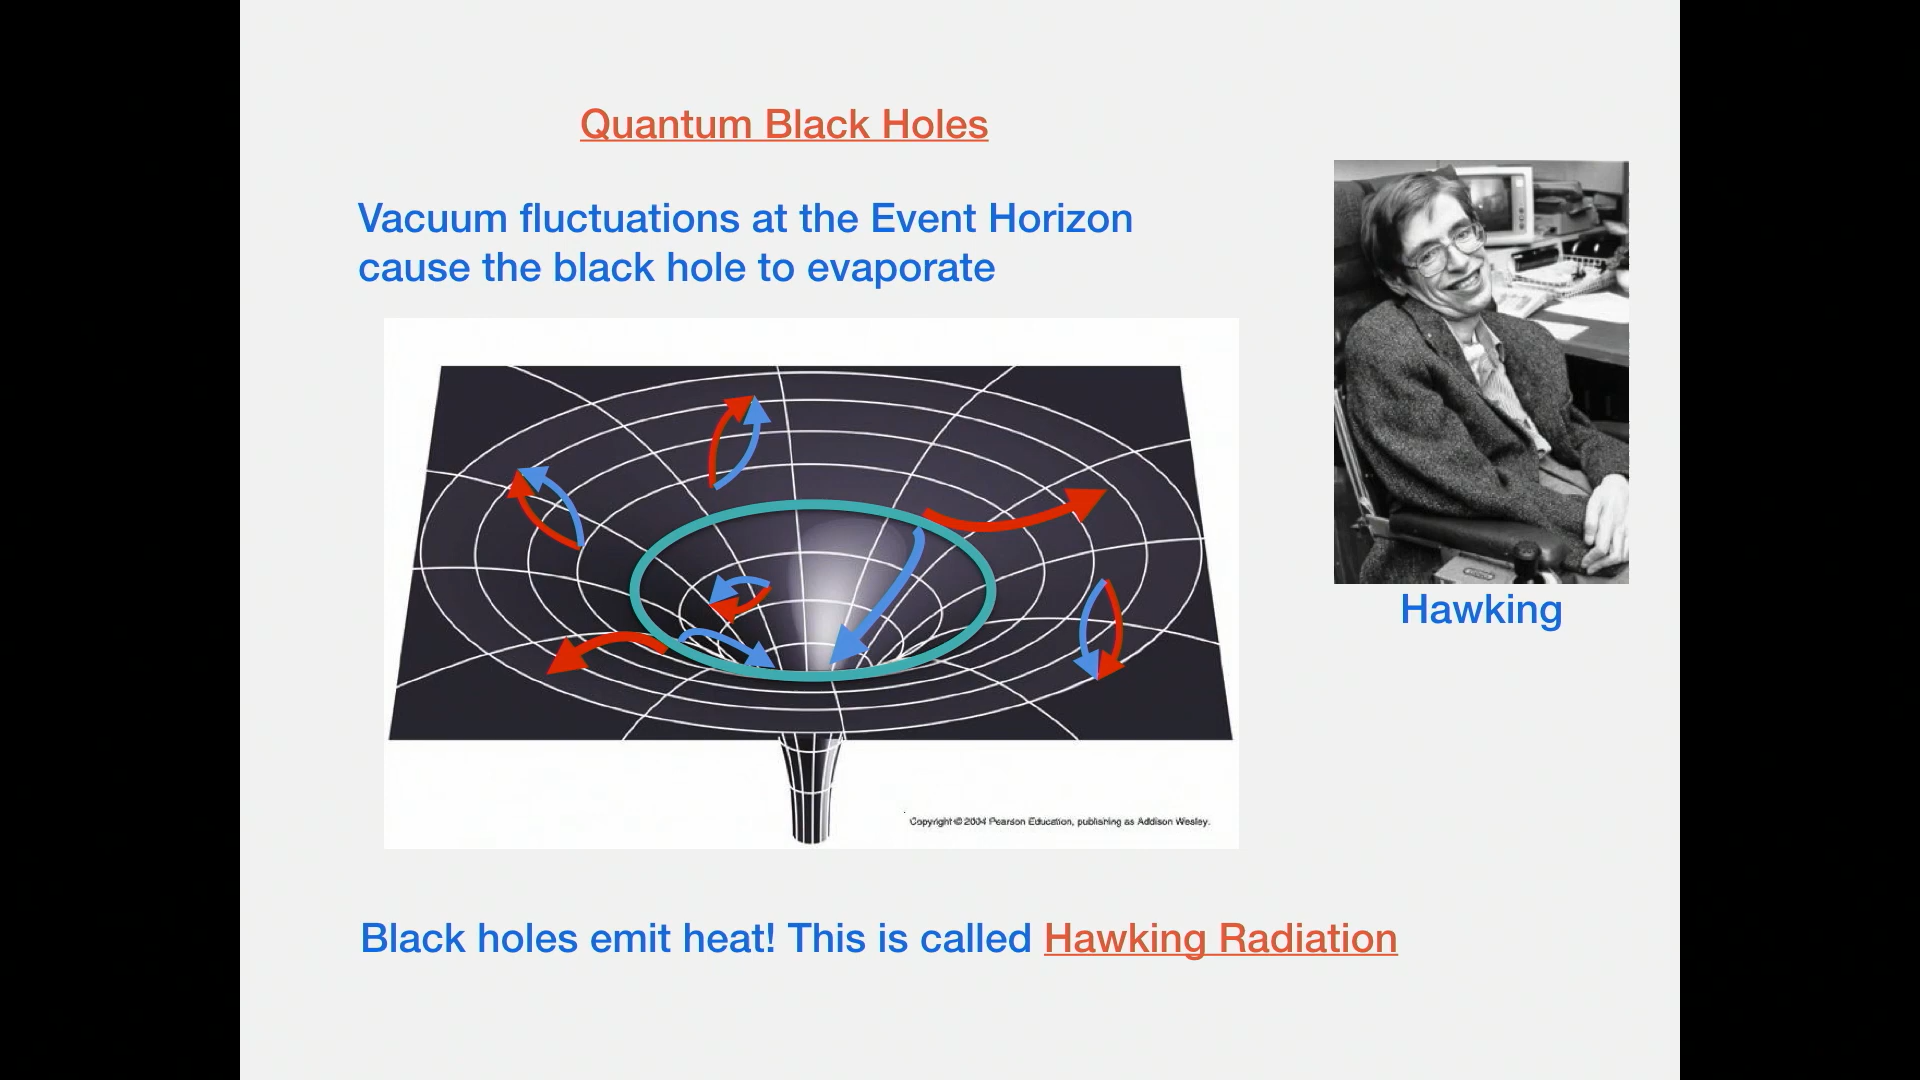 Quantum Black Holes
Vacuum fluctuations at the Event Horizon
cause the black hole to evaporate
Hawking
Copyright © 2004 Pearson Education, publishing as Addison Wesley.
Black holes emit heat! This is called Hawking Radiation